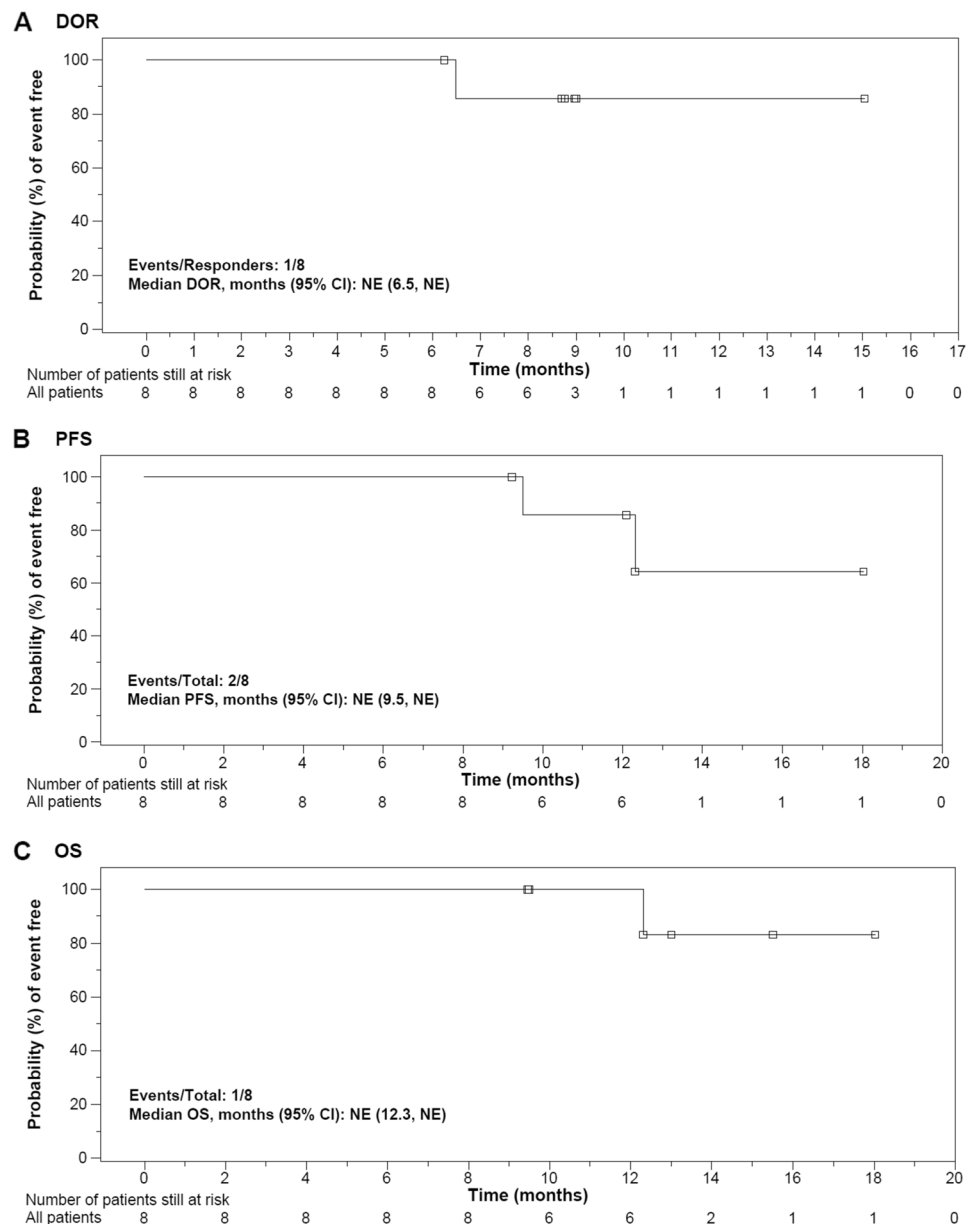 A DOR
Probability (%) of event free
100
80
60
40
20
0
Events/Responders: 1/8
Median DOR, months (95% CI): NE (6.5, NE)
0 1 2 3 4 5 6 7 8 9 10 11 12 13 14 15 16 17
Time (months)
Number of patients still at risk
All patients 8 8 8 8 8 8 8 6 6 3 1 1 1 1 1 1 0 0
B PFS
Probability (%) of event free
100
80
60
40
20
0
Events/Total: 2/8
Median PFS, months (95% CI): NE (9.5, NE)
0 2 4 6 8 10 12 14 16 18 20
Time (months)
Number of patients still at risk
All patients 8 8 8 8 8 6 6 1 1 1 0
C OS
Probability (%) of event free
100
80
60
40
20
0
Events/Total: 1/8
Median OS, months (95% CI): NE (12.3, NE)
0 2 4 6 8 10 12 14 16 18 20
Time (months)
Number of patients still at risk
All patients 8 8 8 8 8 6 6 2 1 1 0